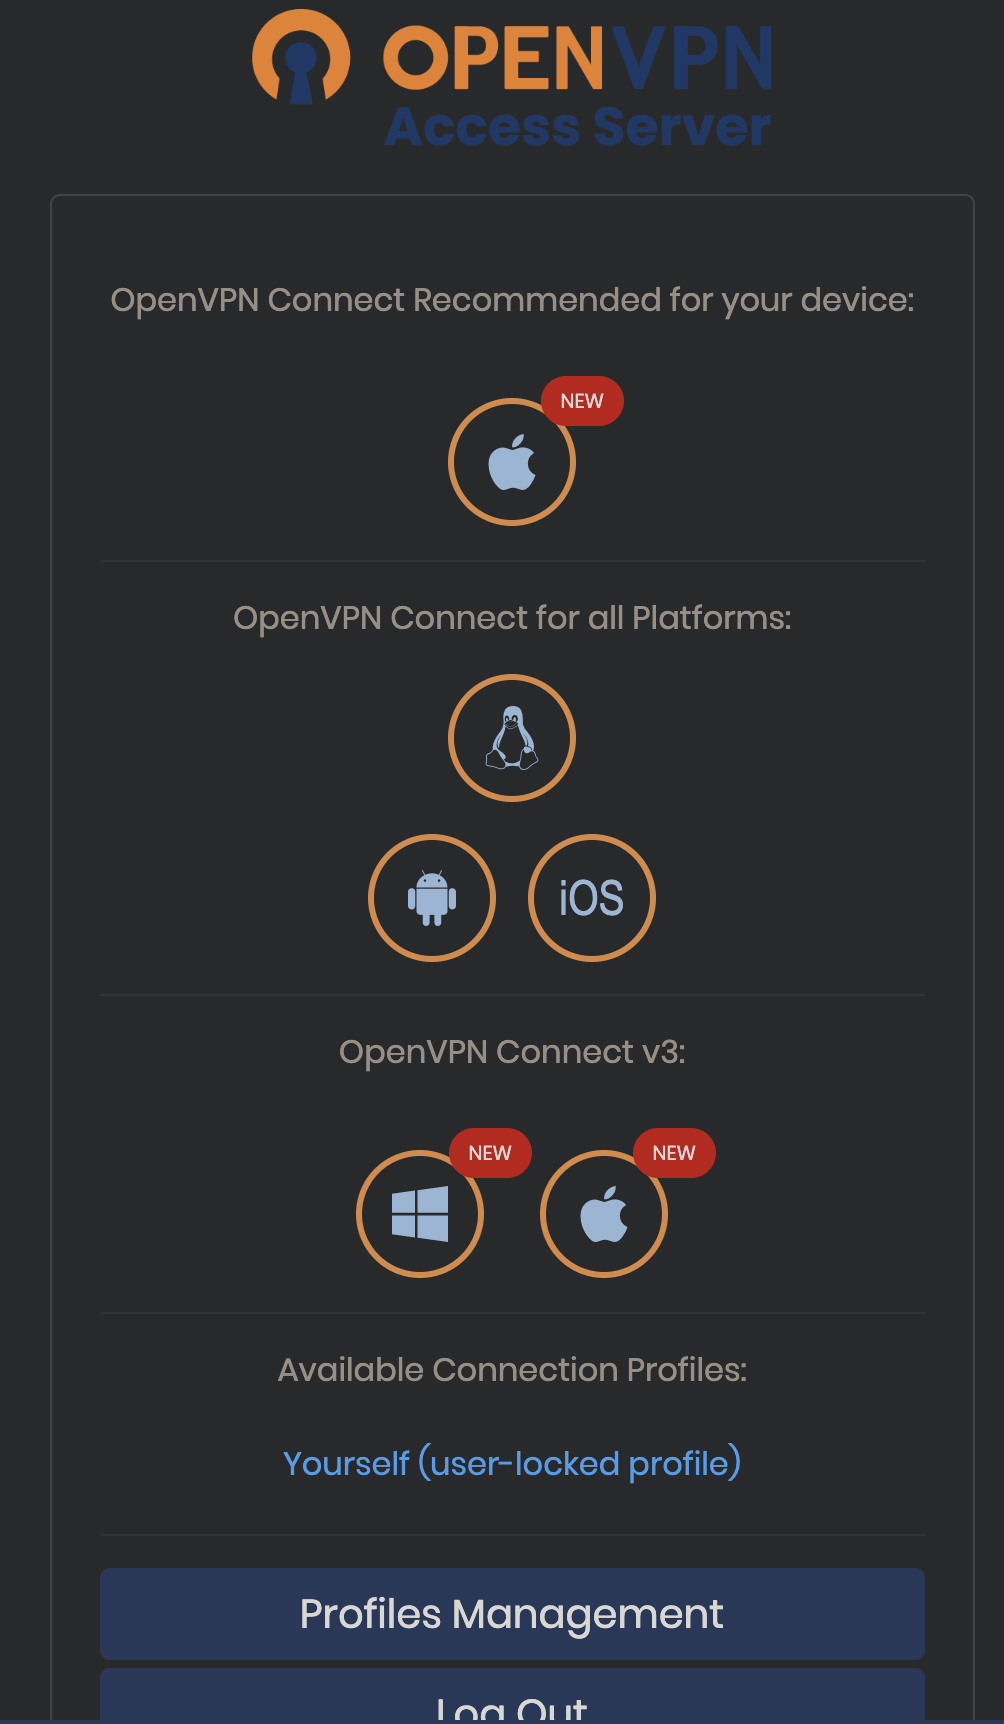 OPENVPN
Access Server
OpenVPN Connect Recommended for your device:
NEW
OpenVPN Connect for all Platforms:
iOS
OpenVPN Connect v3:
NEW NEW
Available Connection Profiles:
Yourself (user-locked profile)
Profiles Management
Log Out